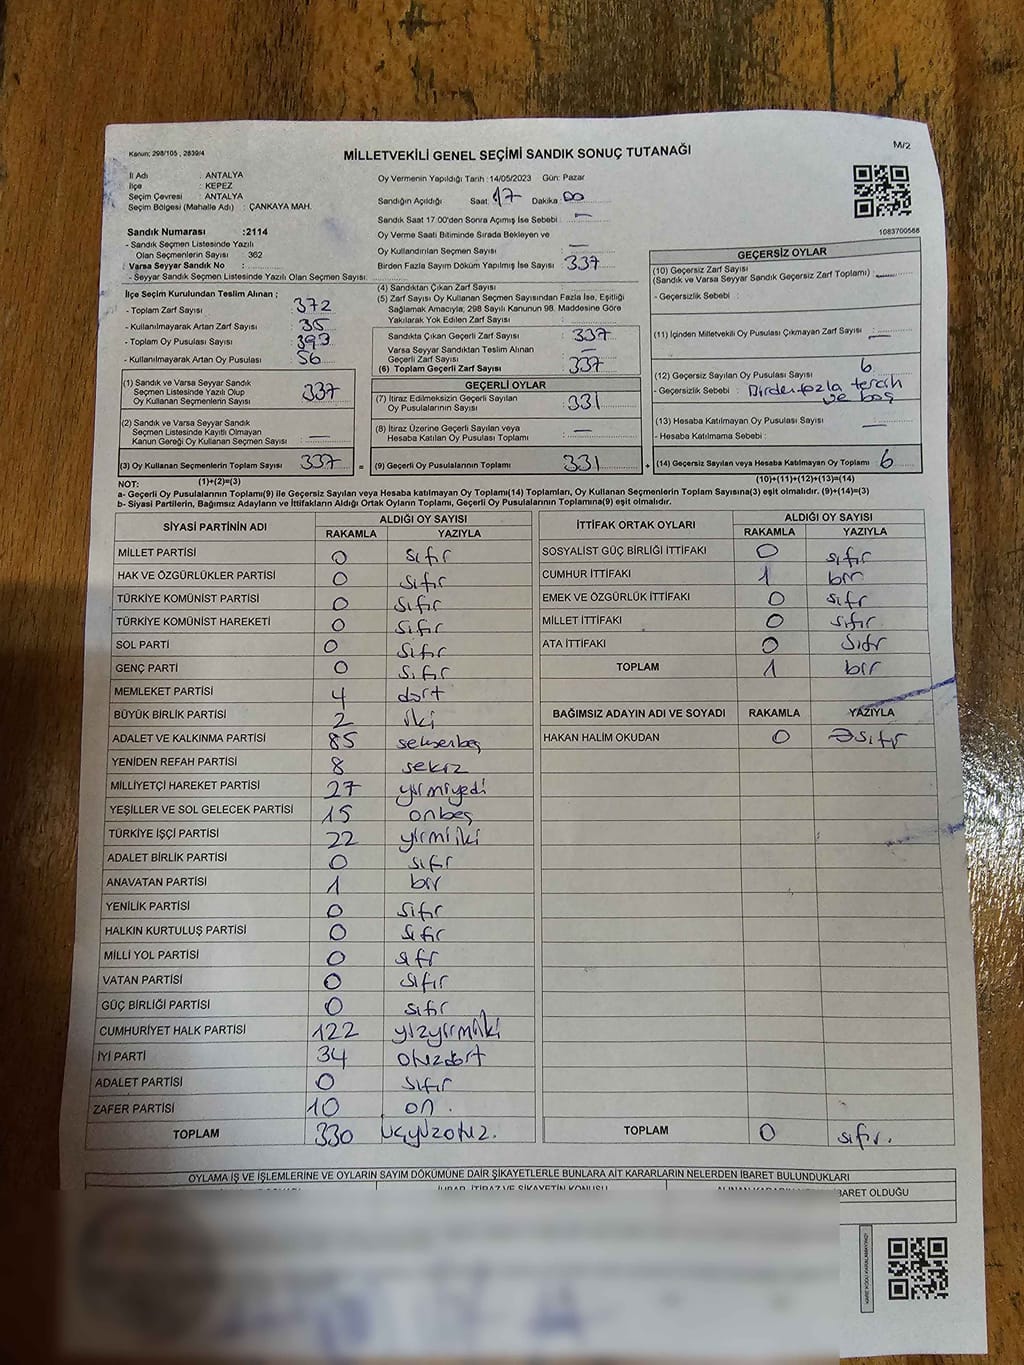 Kanun; 298/105 , 2839/4
MİLLETVEKİLİ GENEL SEÇİMİ SANDIK SONUÇ TUTANAĞI
M/2
İl Adı : ANTALYA
İlçe : KEPEZ
Seçim Çevresi : ANTALYA
Seçim Bölgesi (Mahalle Adı) : ÇANKAYA MAH.
Oy Vermenin Yapıldığı Tarih : 14/05/2023 Gün: Pazar
Sandığın Açıldığı Saat: 17 Dakika: 00
Sandık Saat 17.00'den Sonra Açımış İse Sebebi : —
Oy Verme Saati Bitiminde Sırada Bekleyen ve
Oy Kullandırılan Seçmen Sayısı : —
Birden Fazla Sayım Döküm Yapılmış İse Sayısı : 337
1083700568
Sandık Numarası :2114
- Sandık Seçmen Listesinde Yazılı
Olan Seçmenlerin Sayısı 362
Varsa Seyyar Sandık No :
- Seyyar Sandık Seçmen Listesinde Yazılı Olan Seçmen Sayısı:
İlçe Seçim Kurulundan Teslim Alınan ;
- Toplam Zarf Sayısı : 372
- Kullanılmayarak Artan Zarf Sayısı : 35
- Toplam Oy Pusulası Sayısı : 393
- Kullanılmayarak Artan Oy Pusulası : 56
(1) Sandık ve Varsa Seyyar Sandık
Seçmen Listesinde Yazılı Olup
Oy Kullanan Seçmenlerin Sayısı : 337
(2) Sandık ve Varsa Seyyar Sandık
Seçmen Listesinde Kayıtlı Olmayan
Kanun Gereği Oy Kullanan Seçmen Sayısı : —
(3) Oy Kullanan Seçmenlerin Toplam Sayısı 337 =
(1)+(2)=(3)
(4) Sandıktan Çıkan Zarf Sayısı :
(5) Zarf Sayısı Oy Kullanan Seçmen Sayısından Fazla İse, Eşitliği
Sağlamak Amacıyla; 298 Sayılı Kanunun 98. Maddesine Göre
Yakılarak Yok Edilen Zarf Sayısı :
Sandıkta Çıkan Geçerli Zarf Sayısı : 337
Varsa Seyyar Sandıktan Teslim Alınan
Geçerli Zarf Sayısı : —
(6) Toplam Geçerli Zarf Sayısı : 337
GEÇERLİ OYLAR
(7) İtiraz Edilmeksizin Geçerli Sayılan
Oy Pusulalarının Sayısı : 331
(8) İtiraz Üzerine Geçerli Sayılan veya
Hesaba Katılan Oy Pusulası Toplamı : —
(9) Geçerli Oy Pusulalarının Toplamı : 331 +
GEÇERSİZ OYLAR
(10) Geçersiz Zarf Sayısı
(Sandık ve Varsa Seyyar Sandık Geçersiz Zarf Toplamı) : —
- Geçersizlik Sebebi :
(11) İçinden Milletvekili Oy Pusulası Çıkmayan Zarf Sayısı : —
(12) Geçersiz Sayılan Oy Pusulası Sayısı : 6
- Geçersizlik Sebebi : Birden fazla tercih
ve boş
(13) Hesaba Katılmayan Oy Pusulası Sayısı : —
- Hesaba Katılmama Sebebi :
(14) Geçersiz Sayılan veya Hesaba Katılmayan Oy Toplamı : 6
(10)+(11)+(12)+(13)=(14)
NOT:
a- Geçerli Oy Pusulalarının Toplamı(9) ile Geçersiz Sayılan veya Hesaba katılmayan Oy Toplamı(14) Toplamları, Oy Kullanan Seçmenlerin Toplam Sayısına(3) eşit olmalıdır. (9)+(14)=(3)
b- Siyasi Partilerin, Bağımsız Adayların ve İttifakların Aldığı Ortak Oyların Toplamı, Geçerli Oy Pusulalarının Toplamına(9) eşit olmalıdır.
SİYASİ PARTİNİN ADI ALDIĞI OY SAYISI
RAKAMLA YAZIYLA
MİLLET PARTİSİ 0 sıfır
HAK VE ÖZGÜRLÜKLER PARTİSİ 0 sıfır
TÜRKİYE KOMÜNİST PARTİSİ 0 sıfır
TÜRKİYE KOMÜNİST HAREKETİ 0 sıfır
SOL PARTİ 0 sıfır
GENÇ PARTİ 0 sıfır
MEMLEKET PARTİSİ 4 dört
BÜYÜK BİRLİK PARTİSİ 2 iki
ADALET VE KALKINMA PARTİSİ 85 seksenbeş
YENİDEN REFAH PARTİSİ 8 sekiz
MİLLİYETÇİ HAREKET PARTİSİ 27 yirmiyedi
YEŞİLLER VE SOL GELECEK PARTİSİ 15 onbeş
TÜRKİYE İŞÇİ PARTİSİ 22 yirmiiki
ADALET BİRLİK PARTİSİ 0 sıfır
ANAVATAN PARTİSİ 1 bir
YENİLİK PARTİSİ 0 sıfır
HALKIN KURTULUŞ PARTİSİ 0 sıfır
MİLLİ YOL PARTİSİ 0 sıfr
VATAN PARTİSİ 0 sıfır
GÜÇ BİRLİĞİ PARTİSİ 0 sıfır
CUMHURİYET HALK PARTİSİ 122 yüzyirmiiki
İYİ PARTİ 34 otuzdört
ADALET PARTİSİ 0 sıfır
ZAFER PARTİSİ 10 on.
TOPLAM 330 üçyüzotuz.
İTTİFAK ORTAK OYLARI ALDIĞI OY SAYISI
RAKAMLA YAZIYLA
SOSYALİST GÜÇ BİRLİĞİ İTTİFAKI 0 sıfır
CUMHUR İTTİFAKI 1 bir
EMEK VE ÖZGÜRLÜK İTTİFAKI 0 sıfr
MİLLET İTTİFAKI 0 sıfır
ATA İTTİFAKI 0 sıfr
TOPLAM 1 bir
BAĞIMSIZ ADAYIN ADI VE SOYADI RAKAMLA YAZIYLA
HAKAN HALİM OKUDAN 0 sıfır
TOPLAM 0 sıfır.
OYLAMA İŞ VE İŞLEMLERİNE VE OYLARIN SAYIM DÖKÜMÜNE DAİR ŞİKAYETLERLE BUNLARA AİT KARARLARIN NELERDEN İBARET BULUNDUKLARI
İHBAR, İTİRAZ VE ŞİKAYETİN KONUSU
İBARET OLDUĞU
KARE KODU KARALAMAYINIZ!